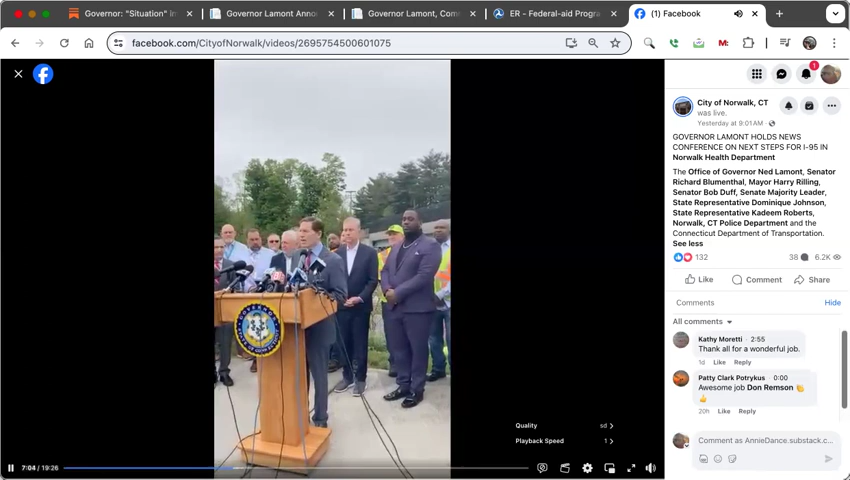 Governor: "Situation" in
Governor Lamont Anno
Governor Lamont, Com
ER - Federal-aid Progra
(1) Facebook
facebook.com/CityofNorwalk/videos/2695754500601075
M:
1
City of Norwalk, CT
was live.
Yesterday at 9:01 AM ·
GOVERNOR LAMONT HOLDS NEWS
CONFERENCE ON NEXT STEPS FOR I-95 in
Norwalk Health Department
The Office of Governor Ned Lamont, Senator
Richard Blumenthal, Mayor Harry Rilling,
Senator Bob Duff, Senate Majority Leader,
State Representative Dominique Johnson,
State Representative Kadeem Roberts,
Norwalk, CT Police Department and the
Connecticut Department of Transportation.
See less
132
38
6.2K
Like
Comment
Share
Comments
Hide
All comments
Kathy Moretti · 2:55
Thank all for a wonderful job.
1d Like Reply
Patty Clark Potrykus · 0:00
Awesome job Don Remson
20h Like Reply
Comment as AnnieDance.substack.c...
Quality sd
Playback Speed 1
7:04 / 19:26